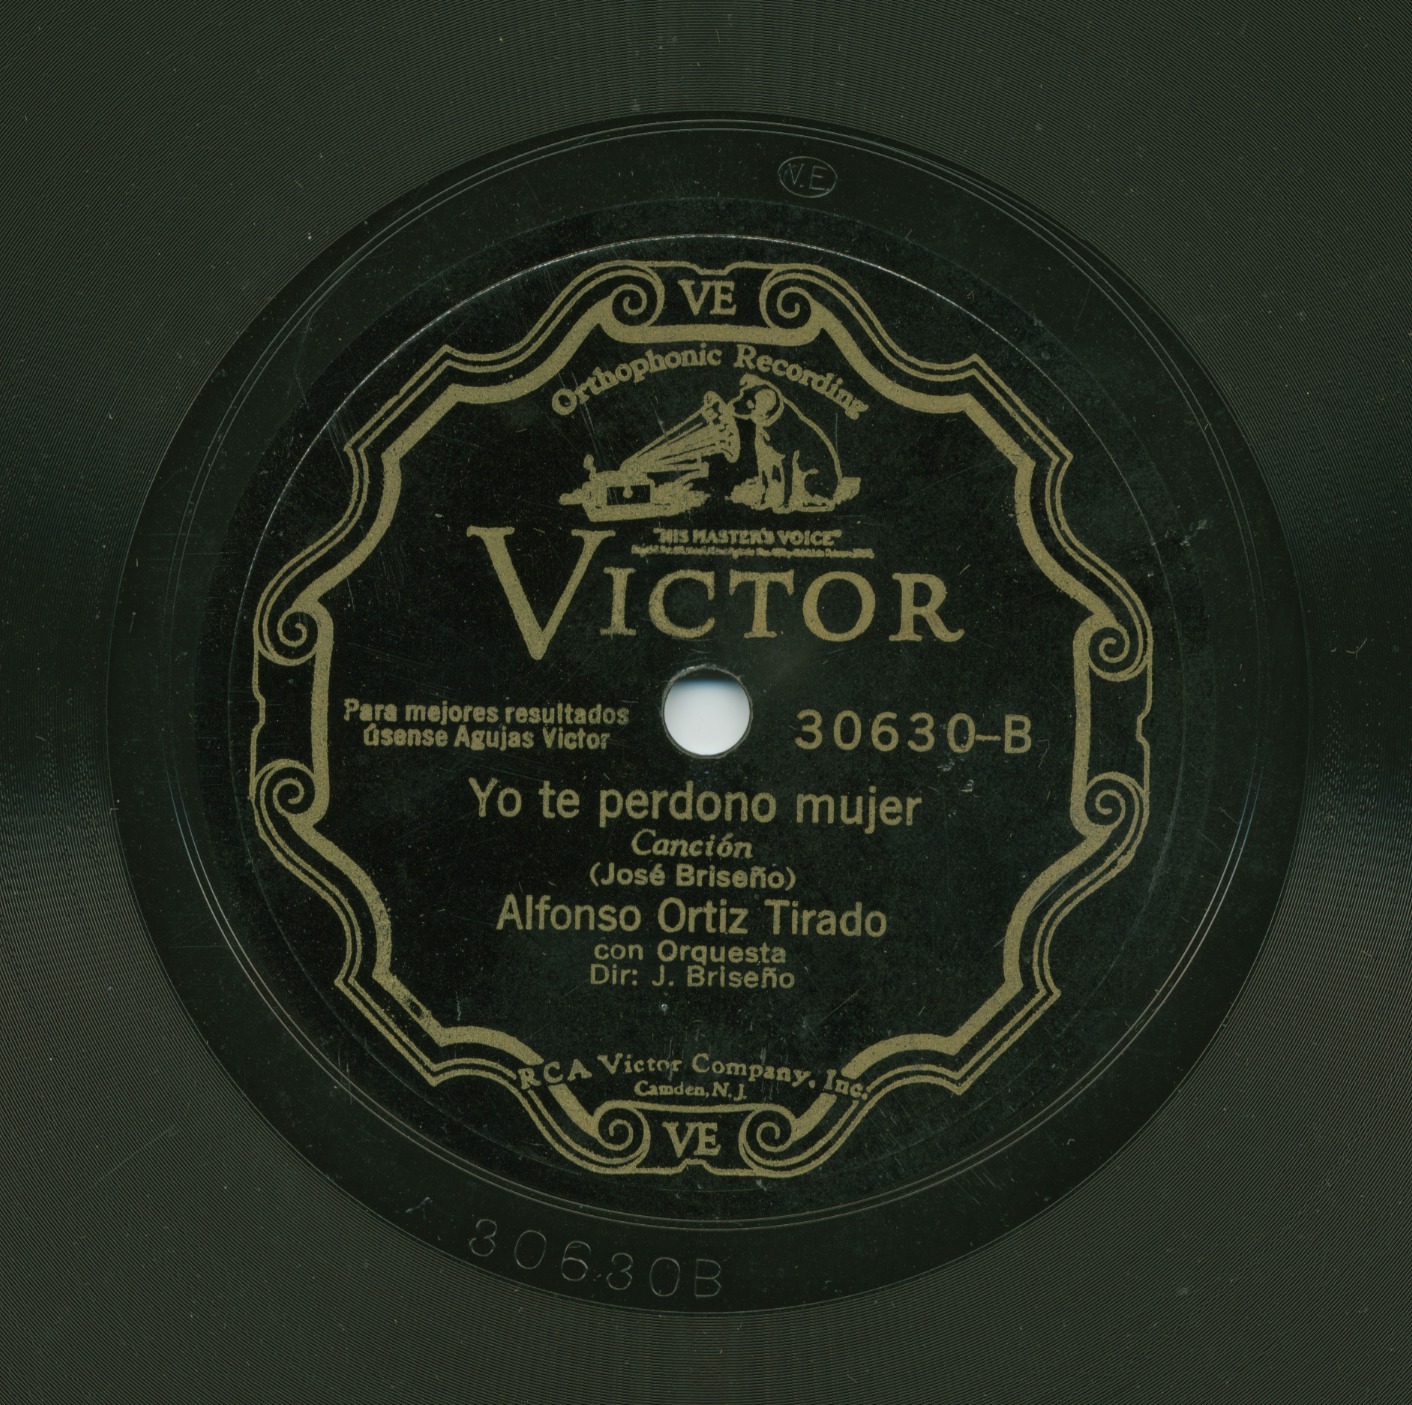 V.E.
VE
Orthophonic Recording
"HIS MASTER'S VOICE"
VICTOR
Para mejores resultados
úsense Agujas Victor
30630-B
Yo te perdono mujer
Canción
(José Briseño)
Alfonso Ortiz Tirado
con Orquesta
Dir: J. Briseño
RCA Victor Company, Inc.
Camden, N.J.
VE
30630B